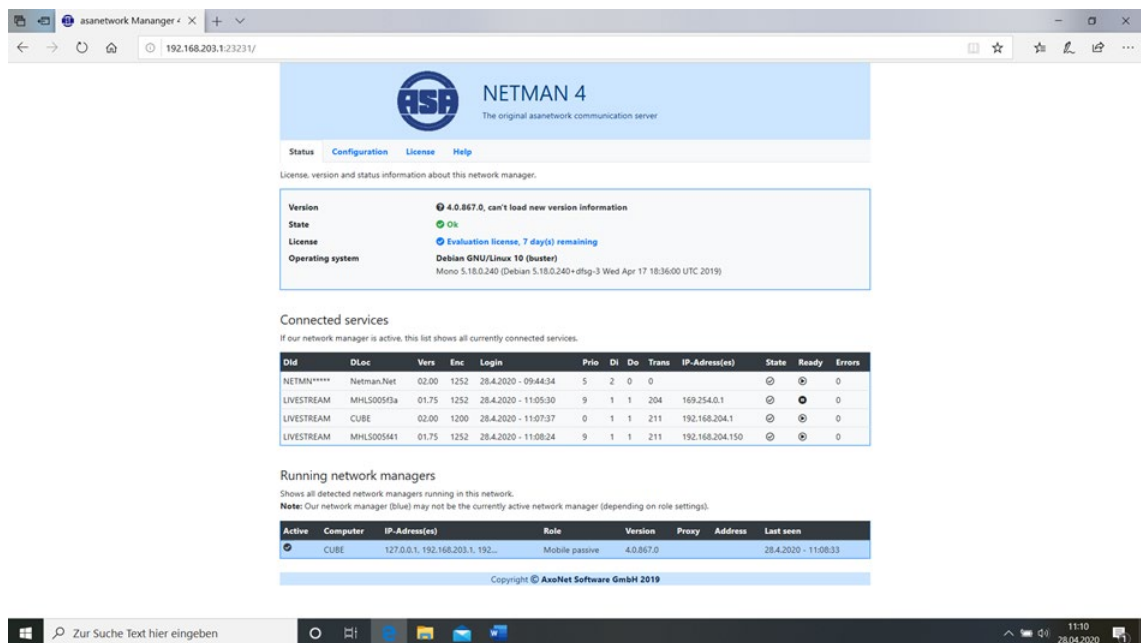 asanetwork Mananger 4
192.168.203.1:23231/
ASA
NETMAN 4
The original asanetwork communication server
Status Configuration License Help
License, version and status information about this network manager.
Version 4.0.867.0, can't load new version information
State Ok
License Evaluation license, 7 day(s) remaining
Operating system Debian GNU/Linux 10 (buster)
Mono 5.18.0.240 (Debian 5.18.0.240+dfsg-3 Wed Apr 17 18:36:00 UTC 2019)
Connected services
If our network manager is active, this list shows all currently connected services.
DId DLoc Vers Enc Login Prio Di Do Trans IP-Adress(es) State Ready Errors
NETMN***** Netman.Net 02.00 1252 28.4.2020 - 09:44:34 5 2 0 0 0
LIVESTREAM MHLS005f3a 01.75 1252 28.4.2020 - 11:05:30 9 1 1 204 169.254.0.1 0
LIVESTREAM CUBE 02.00 1200 28.4.2020 - 11:07:37 0 1 1 211 192.168.204.1 0
LIVESTREAM MHLS005f41 01.75 1252 28.4.2020 - 11:08:24 9 1 1 211 192.168.204.150 0
Running network managers
Shows all detected network managers running in this network.
Note: Our network manager (blue) may not be the currently active network manager (depending on role settings).
Active Computer IP-Adress(es) Role Version Proxy Address Last seen
CUBE 127.0.0.1, 192.168.203.1, 192... Mobile passive 4.0.867.0 28.4.2020 - 11:08:33
Copyright © AxoNet Software GmbH 2019
Zur Suche Text hier eingeben
11:10
28.04.2020